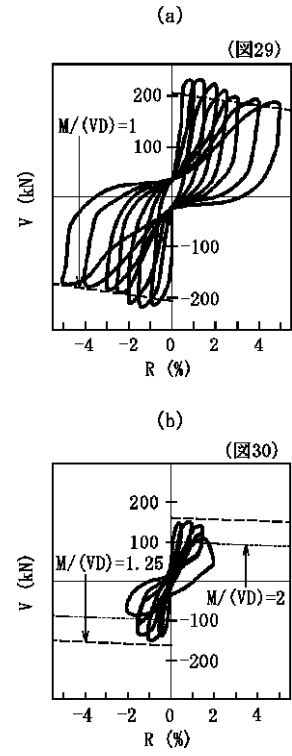 (a)
(図29)
200
M/(VD)=1
100
V (kN)
-100
-200
-4 -2 0 2 4
R (%)
(b)
(図30)
200
100
M/(VD)=1.25
V (kN)
M/(VD)=2
-100
-200
-4 -2 0 2 4
R (%)